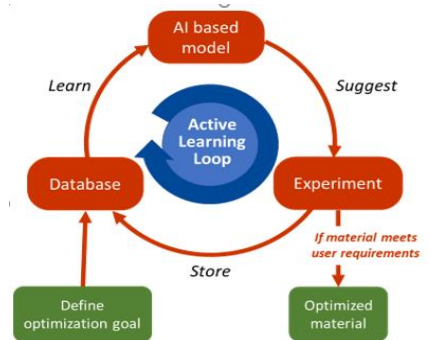 AI based
model
Learn
Suggest
Active
Learning
Loop
Database
Experiment
If material meets
user requirements
Store
Define
optimization goal
Optimized
material